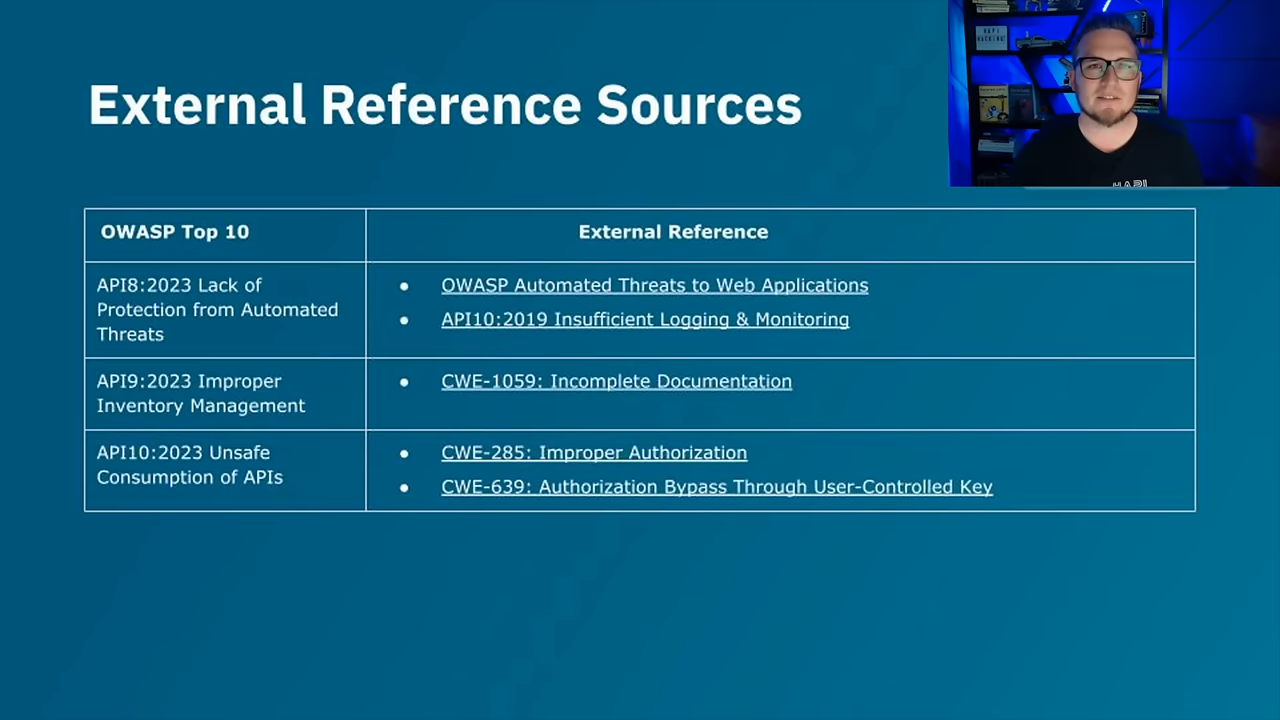 External Reference Sources
OWASP Top 10
External Reference
API8:2023 Lack of
Protection from Automated
Threats
● OWASP Automated Threats to Web Applications
● API10:2019 Insufficient Logging & Monitoring
API9:2023 Improper
Inventory Management
● CWE-1059: Incomplete Documentation
API10:2023 Unsafe
Consumption of APIs
● CWE-285: Improper Authorization
● CWE-639: Authorization Bypass Through User-Controlled Key
HAPI
HACKING!